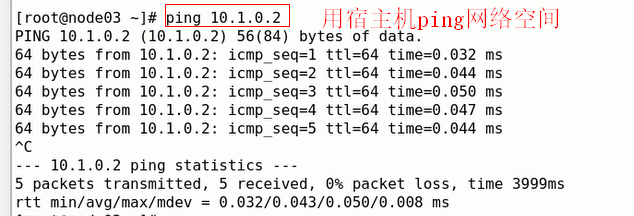 [root@node03 ~]# ping 10.1.0.2 用宿主机ping网络空间
PING 10.1.0.2 (10.1.0.2) 56(84) bytes of data.
64 bytes from 10.1.0.2: icmp_seq=1 ttl=64 time=0.032 ms
64 bytes from 10.1.0.2: icmp_seq=2 ttl=64 time=0.044 ms
64 bytes from 10.1.0.2: icmp_seq=3 ttl=64 time=0.050 ms
64 bytes from 10.1.0.2: icmp_seq=4 ttl=64 time=0.047 ms
64 bytes from 10.1.0.2: icmp_seq=5 ttl=64 time=0.044 ms
^C
--- 10.1.0.2 ping statistics ---
5 packets transmitted, 5 received, 0% packet loss, time 3999ms
rtt min/avg/max/mdev = 0.032/0.043/0.050/0.008 ms
[root@node03 ~]#